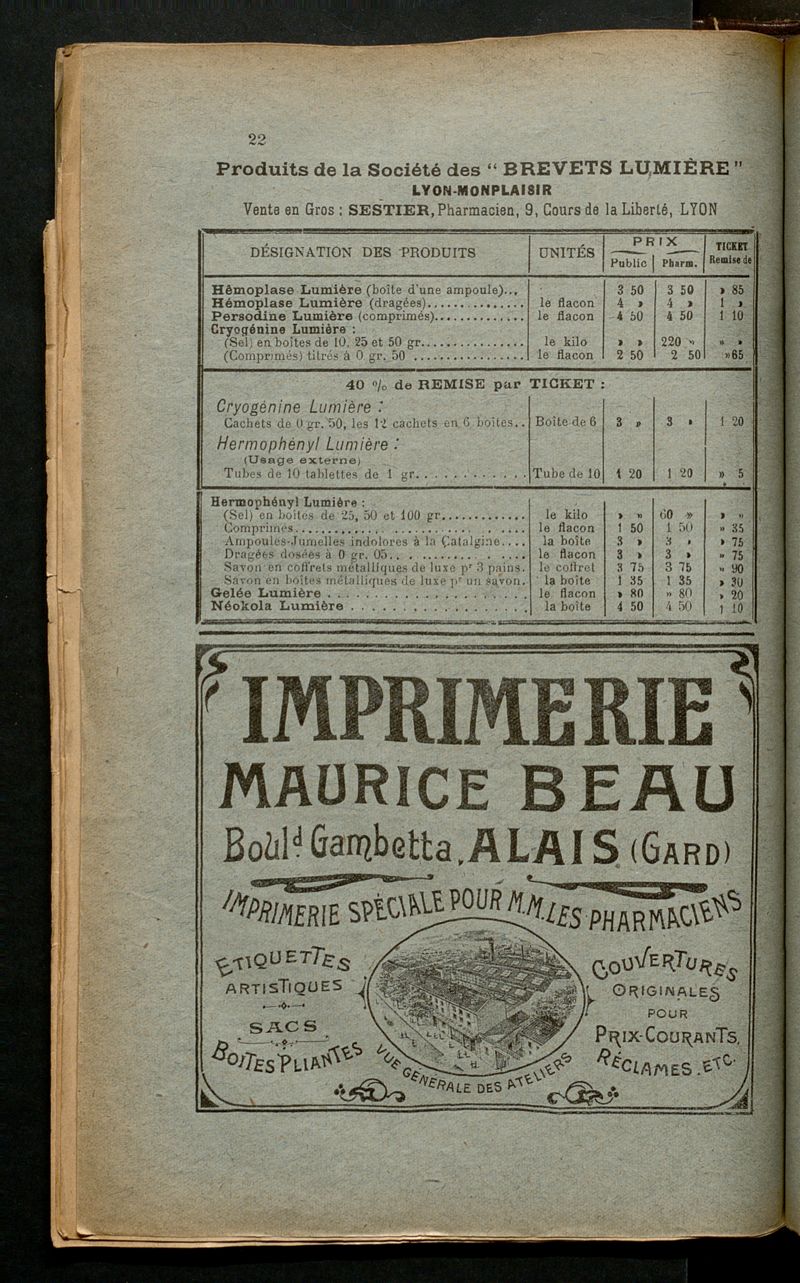 22
Produits de la Société des “ BREVETS LUMIÈRE ”
LYON-MONPLAISIR
Vente en Gros : SESTIER, Pharmacien, 9, Cours de la Liberté, LYON
DÉSIGNATION DES PRODUITS UNITÉS PRIX Public Pharm. TICKET Remise de
Hémoplase Lumière (boîte d'une ampoule)... 3 50 3 50 » 85
Hémoplase Lumière (dragées)............... le flacon 4 » 4 » 1 »
Persodine Lumière (comprimés)............. le flacon 4 50 4 50 1 10
Cryogénine Lumière :
(Sel) en boîtes de 10, 25 et 50 gr................ le kilo » » 220 » » »
(Comprimés) titrés à 0 gr. 50 .................. le flacon 2 50 2 50 »65
40 % de REMISE par TICKET :
Cryogénine Lumière :
Cachets de 0 gr. 50, les 12 cachets en 6 boîtes.. Boîte de 6 3 » 3 » 1 20
Hermophényl Lumière :
(Usage externe)
Tubes de 10 tablettes de 1 gr.............. Tube de 10 1 20 1 20 » 5
Hermophényl Lumière :
(Sel) en boîtes de 25, 50 et 100 gr............. le kilo » » 60 » » »
Comprimés.......................... le flacon 1 50 1 50 » 35
Ampoules-Jumelles indolores à la Catalgine.... la boîte 3 » 3 » » 75
Dragées dosées à 0 gr. 05.................. le flacon 3 » 3 » » 75
Savon en coffrets métalliques de luxe pr 3 pains. le coffret 3 75 3 75 » 90
Savon en boîtes métalliques de luxe pr un savon. la boîte 1 35 1 35 » 30
Gelée Lumière ...................... le flacon » 80 » 80 » 20
Néokola Lumière .................... la boîte 4 50 4 50 1 10
IMPRIMERIE
MAURICE BEAU
Boûld Gambetta, ALAIS (GARD)
IMPRIMERIE SPÉCIALE POUR M.M. LES PHARMACIENS
ETIQUETTES
ARTISTIQUES
SACS
BOITES PLIANTES
VUE GÉNÉRALE DES ATELIERS
COUVERTURES
ORIGINALES
POUR
PRIX-COURANTS,
RÉCLAMES. ETC.